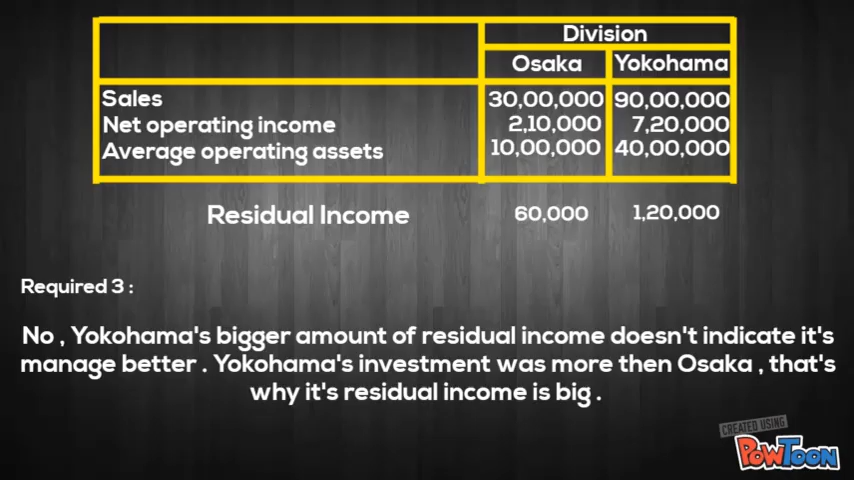 Division
Osaka Yokohama
Sales 30,00,000 90,00,000
Net operating income 2,10,000 7,20,000
Average operating assets 10,00,000 40,00,000
Residual Income 60,000 1,20,000
Required 3 :
No , Yokohama's bigger amount of residual income doesn't indicate it's
manage better . Yokohama's investment was more then Osaka , that's
why it's residual income is big .
CREATED USING
POWTOON